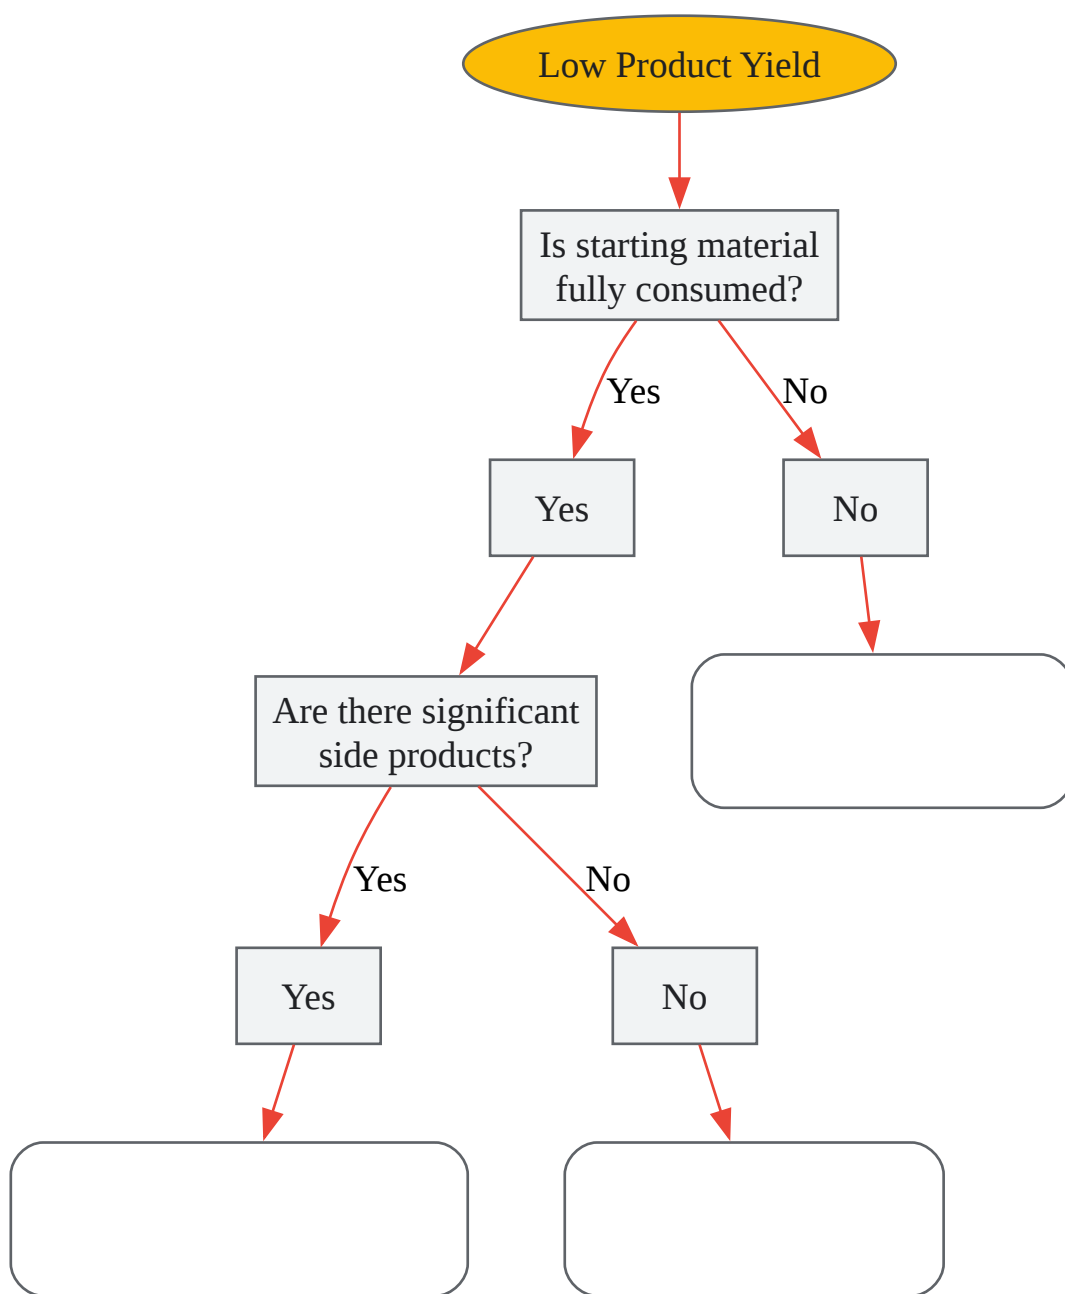 Low Product Yield
Is starting material
fully consumed?
Yes
No
Yes
No
Are there significant
side products?
Yes
No
Yes
No